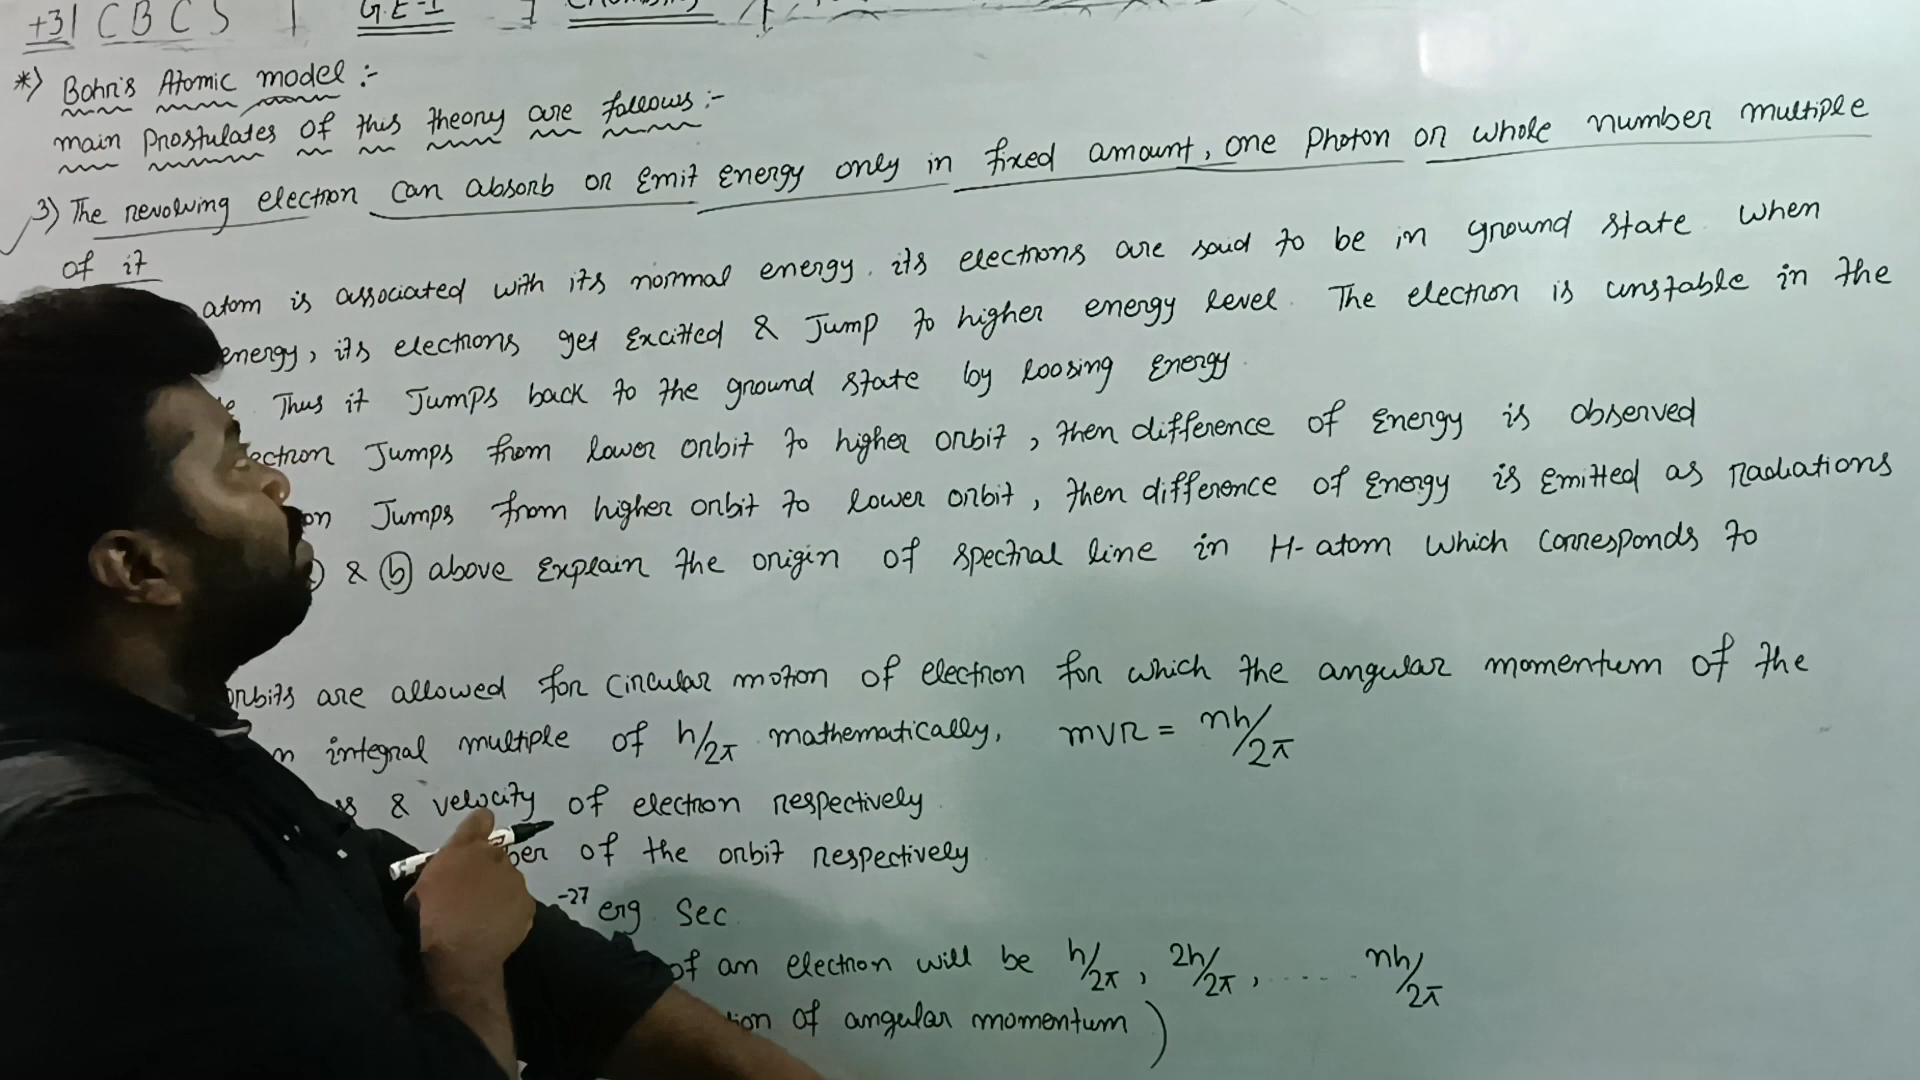 +31 CBCS | G.E-I
*) Bohr's Atomic model :-
main Prostulates of this theory are follows :-
3) The revolving electron can absorb or Emit Energy only in fixed amount, one Photon or whole number multiple
of it
atom is associated with its normal energy. its electrons are said to be in ground state. When
energy, its electrons get Excitted & Jump to higher energy level. The electron is unstable in the
Thus it Jumps back to the ground state by loosing Energy.
Jumps from lower orbit to higher orbit, then difference of Energy is observed
Jumps from higher orbit to lower orbit, then difference of Energy is Emitted as radiations
& (b) above Explain the origin of spectral line in H-atom which corresponds to
orbits are allowed for circular motion of electron for which the angular momentum of the
integral multiple of h/2π mathematically, mvr = nh/2π
& velocity of electron respectively.
of the orbit respectively
-27 erg Sec.
of an electron will be h/2π, 2h/2π, ..... nh/2π
of angular momentum )